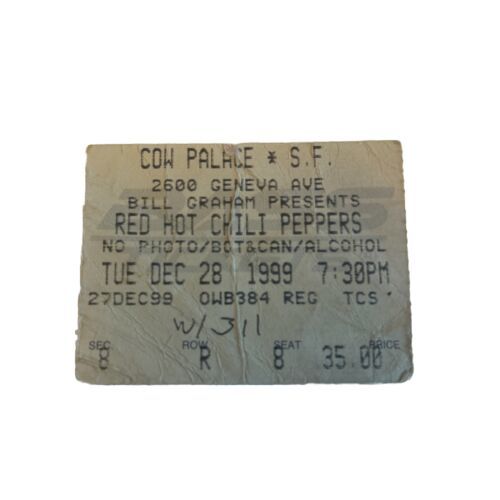 COW PALACE * S.F.
2600 GENEVA AVE
BILL GRAHAM PRESENTS
RED HOT CHILI PEPPERS
NO PHOTO/BOT&CAN/ALCOHOL
TUE DEC 28 1999 7:30PM
27DEC99 OWB384 REG TCS
W/311
SEC. ROW SEAT PRICE
8 R 8 35.00